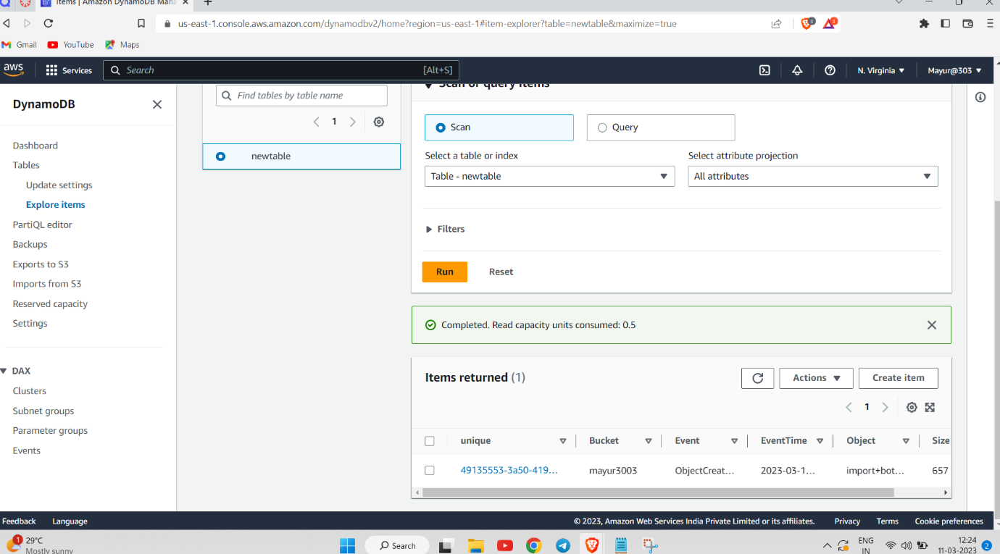 Items | Amazon DynamoDB Mana
us-east-1.console.aws.amazon.com/dynamodbv2/home?region=us-east-1#item-explorer?table=newtable&maximize=true
3
3
Gmail
YouTube
Maps
aws
Services
Search
[Alt+S]
N. Virginia
Mayur@303
DynamoDB
Dashboard
Tables
Update settings
Explore items
PartiQL editor
Backups
Exports to S3
Imports from S3
Reserved capacity
Settings
DAX
Clusters
Subnet groups
Parameter groups
Events
Find tables by table name
1
newtable
Scan or query items
Scan
Query
Select a table or index
Select attribute projection
Table - newtable
All attributes
Filters
Run
Reset
Completed. Read capacity units consumed: 0.5
Items returned (1)
Actions
Create item
1
unique
Bucket
Event
EventTime
Object
Size
49135553-3a50-419...
mayur3003
ObjectCreat...
2023-03-1...
import+bot...
657
Feedback
Language
© 2023, Amazon Web Services India Private Limited or its affiliates.
Privacy
Terms
Cookie preferences
1
29°C
Mostly sunny
Search
ENG
IN
12:24
11-03-2023
2